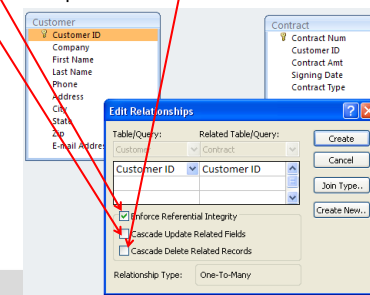 Customer
Customer ID
Company
First Name
Last Name
Phone
Address
City
State
Zip
E-mail Addres
Contract
Contract Num
Customer ID
Contract Amt
Signing Date
Contract Type
Edit Relationships
Table/Query: Related Table/Query:
Customer Contract
Customer ID Customer ID
Enforce Referential Integrity
Cascade Update Related Fields
Cascade Delete Related Records
Relationship Type: One-To-Many
Create
Cancel
Join Type..
Create New..